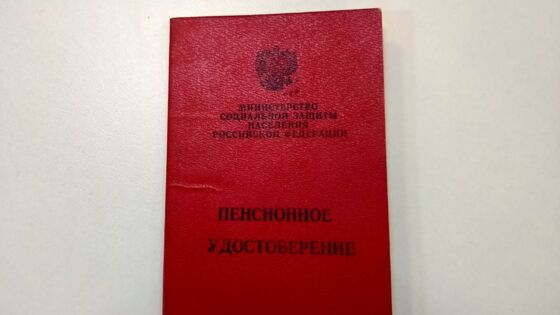 МИНИСТЕРСТВО
СОЦИАЛЬНОЙ ЗАЩИТЫ
НАСЕЛЕНИЯ
РОССИЙСКОЙ ФЕДЕРАЦИИ
ПЕНСИОННОЕ
УДОСТОВЕРЕНИЕ